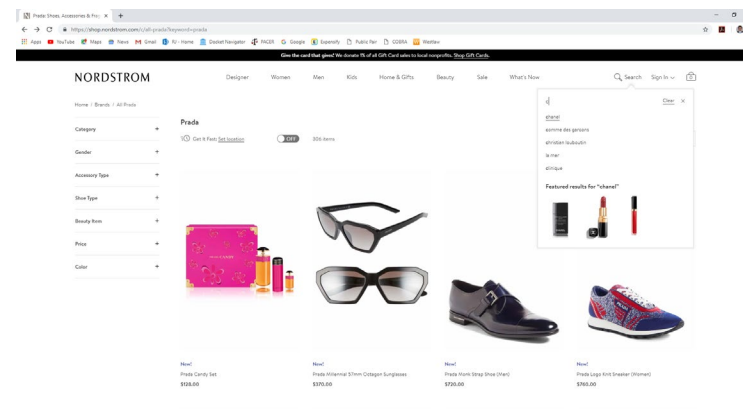 Prada: Shoes, Accessories & Frag
https://shop.nordstrom.com/c/all-prada?keyword=prada
Apps YouTube Maps News M Gmail IU - Home Docket Navigator PACER Google Expensify Public Pair COBRA Westlaw
Give the card that gives! We donate 1% of all Gift Card sales to local nonprofits. Shop Gift Cards.
NORDSTROM
Designer Women Men Kids Home & Gifts Beauty Sale What's Now
Search Sign In
Home / Brands / All Prada
c
Clear
chanel
comme des garcons
christian louboutin
la mer
clinique
Featured results for "chanel"
Category
Gender
Accessory Type
Shoe Type
Beauty Item
Price
Color
Prada
Get It Fast: Set location OFF 306 items
New!
Prada Candy Set
$128.00
New!
Prada Millennial 57mm Octagon Sunglasses
$370.00
Prada Monk Strap Shoe (Men)
$720.00
New!
Prada Logo Knit Sneaker (Women)
$760.00